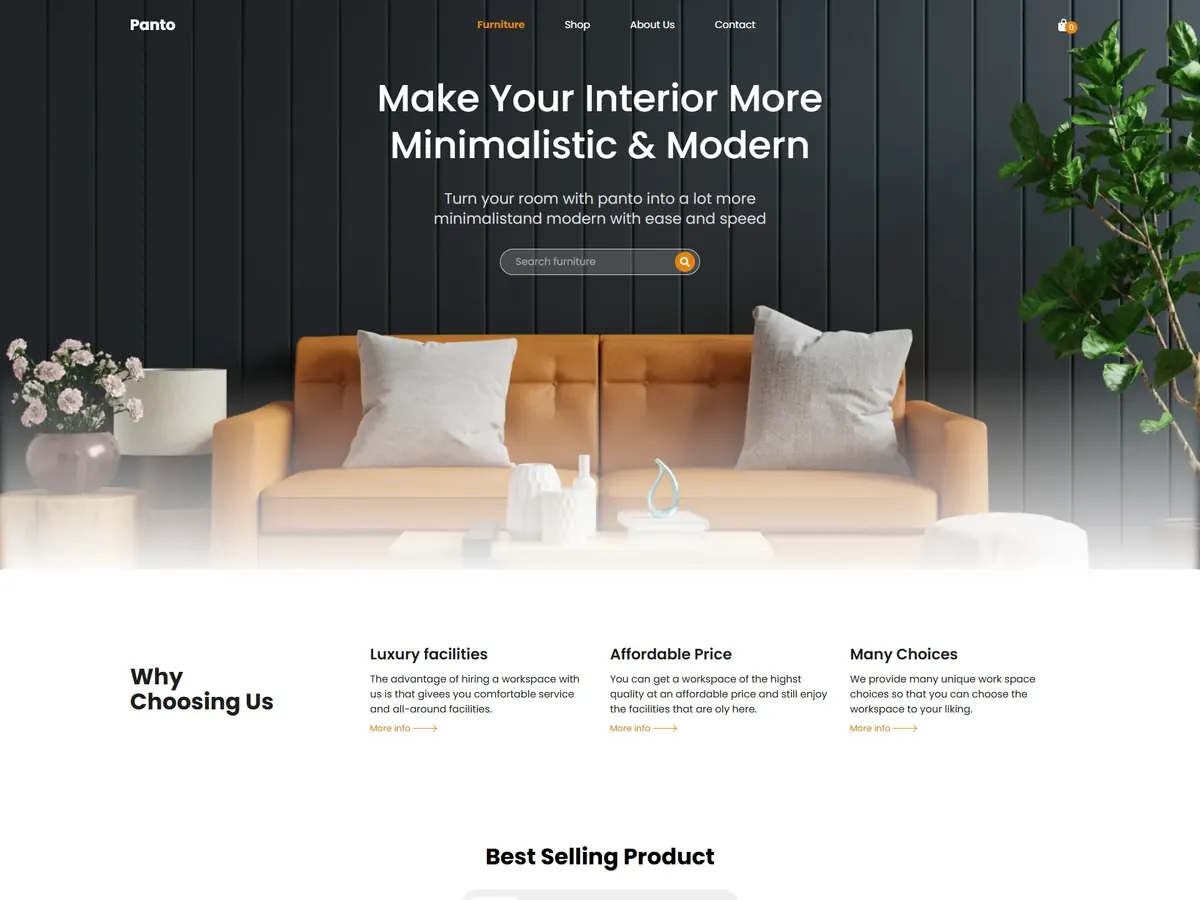 Panto
Furniture
Shop
About Us
Contact
0
Make Your Interior More
Minimalistic & Modern
Turn your room with panto into a lot more
minimalistand modern with ease and speed
Search furniture
Why
Choosing Us
Luxury facilities
The advantage of hiring a workspace with
us is that givees you comfortable service
and all-around facilities.
More info
Affordable Price
You can get a workspace of the highst
quality at an affordable price and still enjoy
the facilities that are oly here.
More info
Many Choices
We provide many unique work space
choices so that you can choose the
workspace to your liking.
More info
Best Selling Product